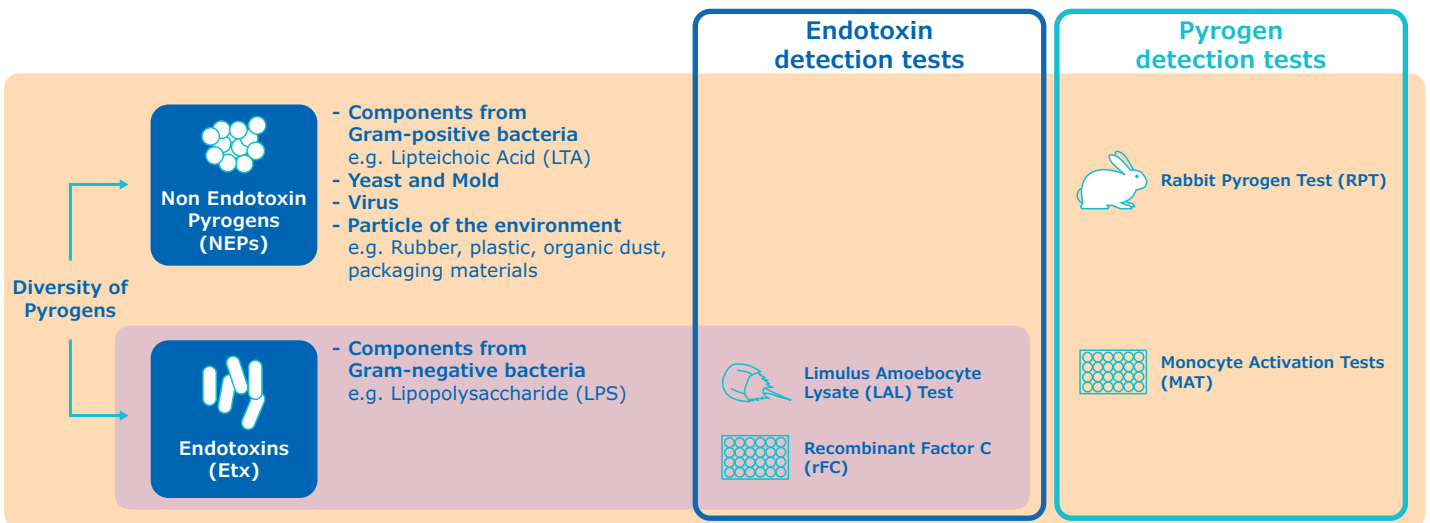 Endotoxin
detection tests
Pyrogen
detection tests
Diversity of
Pyrogens
Non Endotoxin
Pyrogens
(NEPs)
- Components from
Gram-positive bacteria
e.g. Lipteichoic Acid (LTA)
- Yeast and Mold
- Virus
- Particle of the environment
e.g. Rubber, plastic, organic dust,
packaging materials
Rabbit Pyrogen Test (RPT)
Endotoxins
(Etx)
- Components from
Gram-negative bacteria
e.g. Lipopolysaccharide (LPS)
Limulus Amoebocyte
Lysate (LAL) Test
Recombinant Factor C
(rFC)
Monocyte Activation Tests
(MAT)